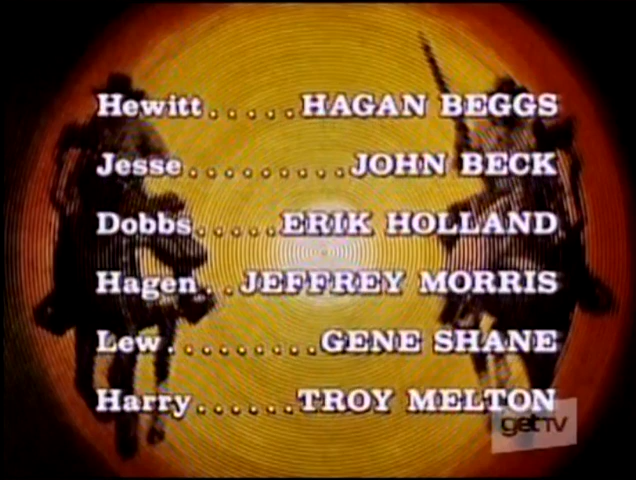 Hewitt.....HAGAN BEGGS
Jesse.........JOHN BECK
Dobbs.....ERIK HOLLAND
Hagen..JEFFREY MORRIS
Lew.........GENE SHANE
Harry......TROY MELTON
getTV